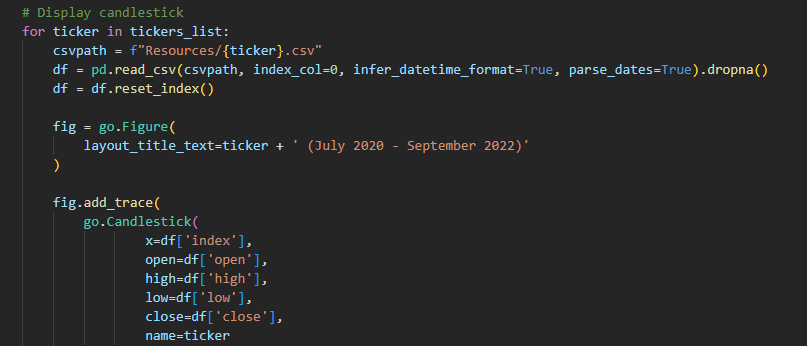 # Display candlestick
for ticker in tickers_list:
    csvpath = f"Resources/{ticker}.csv"
    df = pd.read_csv(csvpath, index_col=0, infer_datetime_format=True, parse_dates=True).dropna()
    df = df.reset_index()

    fig = go.Figure(
        layout_title_text=ticker + ' (July 2020 - September 2022)'
    )

    fig.add_trace(
        go.Candlestick(
                x=df['index'],
                open=df['open'],
                high=df['high'],
                low=df['low'],
                close=df['close'],
                name=ticker